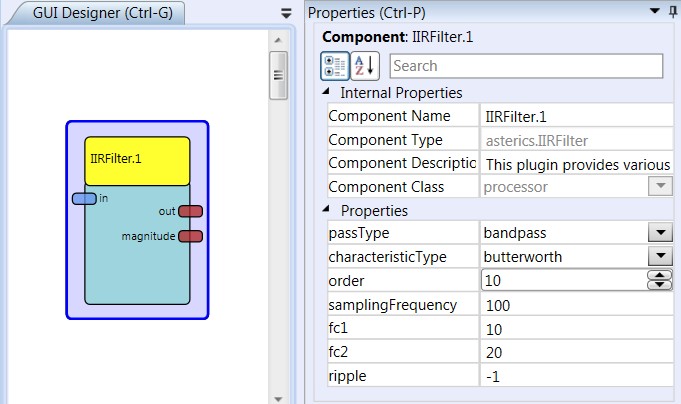 GUI Designer (Ctrl-G)
IIRFilter.1
in
out
magnitude
Properties (Ctrl-P)
Component: IIRFilter.1
A
Z
Search
Internal Properties
Component Name IIRFilter.1
Component Type asterics.IIRFilter
Component Descriptic This plugin provides various
Component Class processor
Properties
passType bandpass
characteristicType butterworth
order 10
samplingFrequency 100
fc1 10
fc2 20
ripple -1